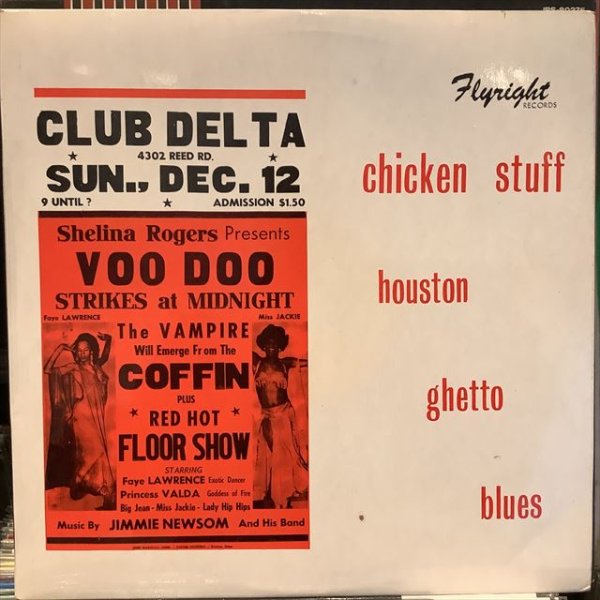 Flyright
RECORDS
CLUB DELTA
4302 REED RD.
SUN., DEC. 12
9 UNTIL ? ADMISSION $1.50
Shelina Rogers Presents
VOO DOO
STRIKES at MIDNIGHT
Faye LAWRENCE Miss JACKIE
The VAMPIRE
Will Emerge From The
COFFIN
PLUS
RED HOT
FLOOR SHOW
STARRING
Faye LAWRENCE Exotic Dancer
Princess VALDA Goddess of Fire
Big Jean - Miss Jackie - Lady Hip Hips
Music By JIMMIE NEWSOM And His Band
chicken stuff
houston
ghetto
blues